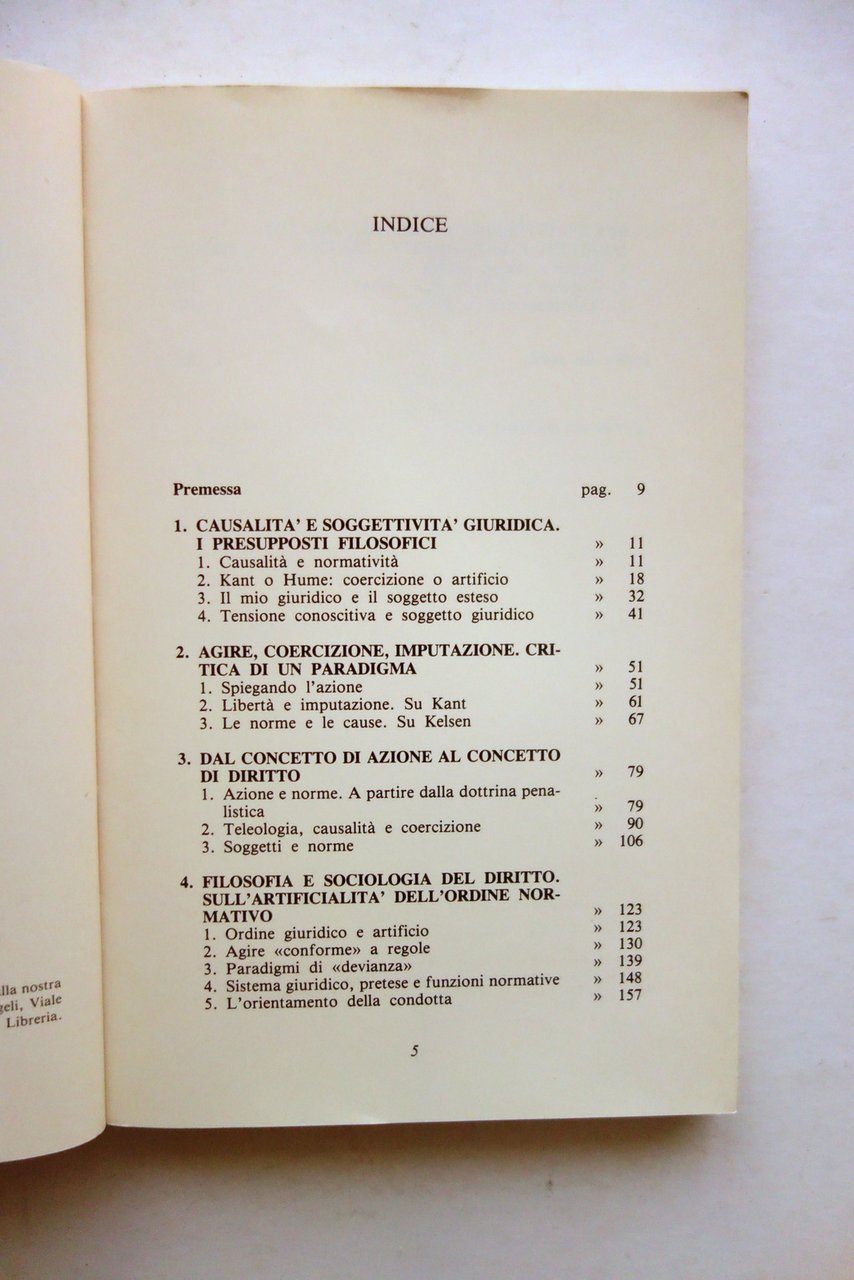 lla nostra
geli, Viale
Libreria.
INDICE
Premessa pag. 9
1. CAUSALITA' E SOGGETTIVITA' GIURIDICA.
I PRESUPPOSTI FILOSOFICI » 11
1. Causalità e normatività » 11
2. Kant o Hume: coercizione o artificio » 18
3. Il mio giuridico e il soggetto esteso » 32
4. Tensione conoscitiva e soggetto giuridico » 41
2. AGIRE, COERCIZIONE, IMPUTAZIONE. CRI-
TICA DI UN PARADIGMA » 51
1. Spiegando l'azione » 51
2. Libertà e imputazione. Su Kant » 61
3. Le norme e le cause. Su Kelsen » 67
3. DAL CONCETTO DI AZIONE AL CONCETTO
DI DIRITTO » 79
1. Azione e norme. A partire dalla dottrina pena-
listica » 79
2. Teleologia, causalità e coercizione » 90
3. Soggetti e norme » 106
4. FILOSOFIA E SOCIOLOGIA DEL DIRITTO.
SULL'ARTIFICIALITA' DELL'ORDINE NOR-
MATIVO » 123
1. Ordine giuridico e artificio » 123
2. Agire «conforme» a regole » 130
3. Paradigmi di «devianza» » 139
4. Sistema giuridico, pretese e funzioni normative » 148
5. L'orientamento della condotta » 157
5